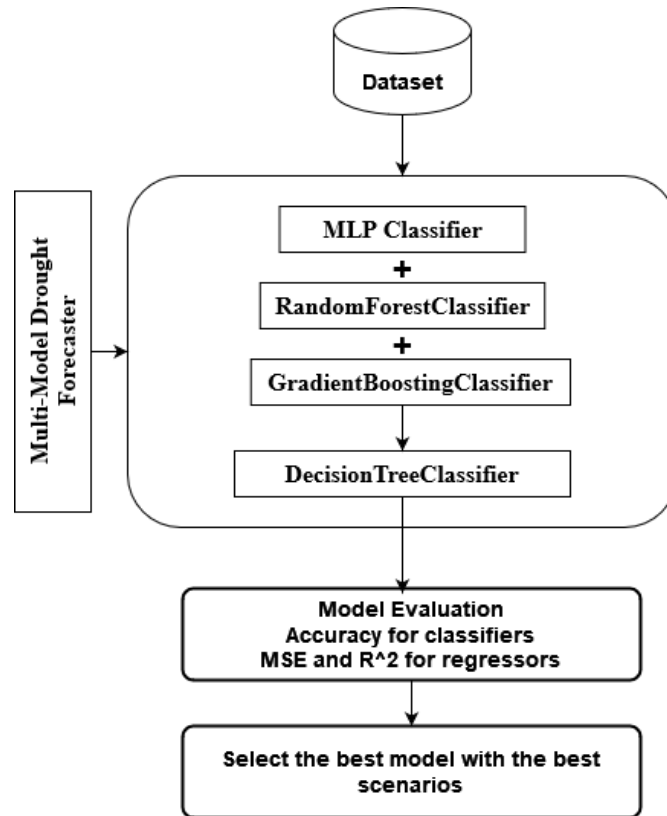 Dataset
Multi-Model Drought
Forecaster
MLP Classifier
+
RandomForestClassifier
+
GradientBoostingClassifier
DecisionTreeClassifier
Model Evaluation
Accuracy for classifiers
MSE and R^2 for regressors
Select the best model with the best
scenarios